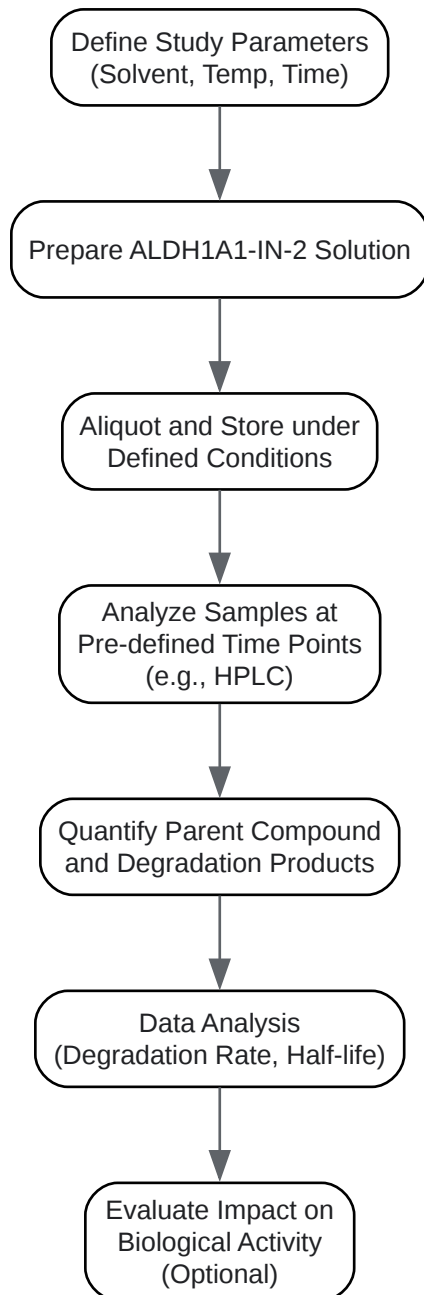 Define Study Parameters
(Solvent, Temp, Time)
Prepare ALDH1A1-IN-2 Solution
Aliquot and Store under
Defined Conditions
Analyze Samples at
Pre-defined Time Points
(e.g., HPLC)
Quantify Parent Compound
and Degradation Products
Data Analysis
(Degradation Rate, Half-life)
Evaluate Impact on
Biological Activity
(Optional)